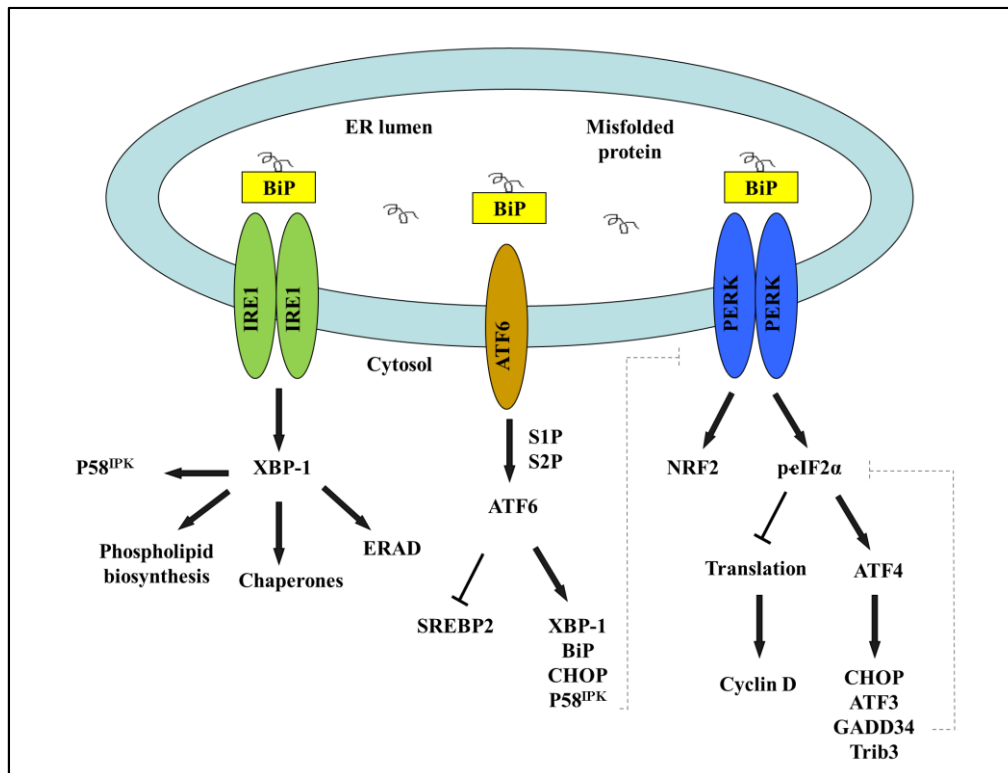 ER lumen
Misfolded
protein
BiP
BiP
BiP
IRE1
IRE1
ATF6
PERK
PERK
Cytosol
S1P
S2P
P58IPK
XBP-1
ATF6
NRF2
peIF2α
Phospholipid
biosynthesis
Chaperones
ERAD
SREBP2
XBP-1
BiP
CHOP
P58IPK
Translation
ATF4
Cyclin D
CHOP
ATF3
GADD34
Trib3